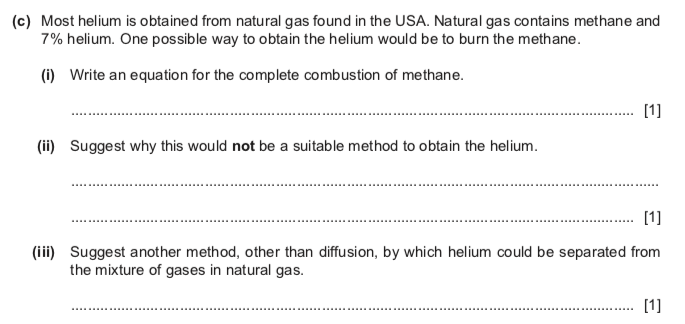 (c) Most helium is obtained from natural gas found in the USA. Natural gas contains methane and
7% helium. One possible way to obtain the helium would be to burn the methane.
(i) Write an equation for the complete combustion of methane.
...................................................................................................................................... [1]
(ii) Suggest why this would not be a suitable method to obtain the helium.
............................................................................................................................................
...................................................................................................................................... [1]
(iii) Suggest another method, other than diffusion, by which helium could be separated from
the mixture of gases in natural gas.
...................................................................................................................................... [1]